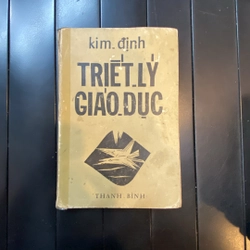 kim. định
TRIẾT. LÝ
GIÁO. DỤC
THANH. BÌNH